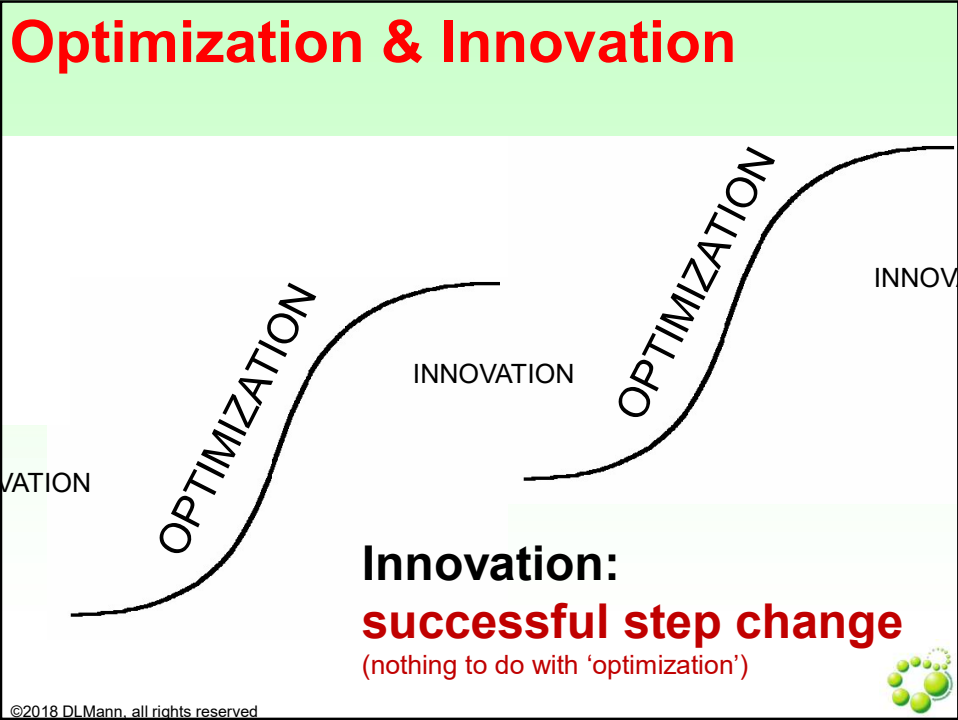 Optimization & Innovation
OPTIMIZATION
INNOVA
OPTIMIZATION
INNOVATION
VATION
Innovation:
successful step change
(nothing to do with ‘optimization’)
©2018 DLMann, all rights reserved